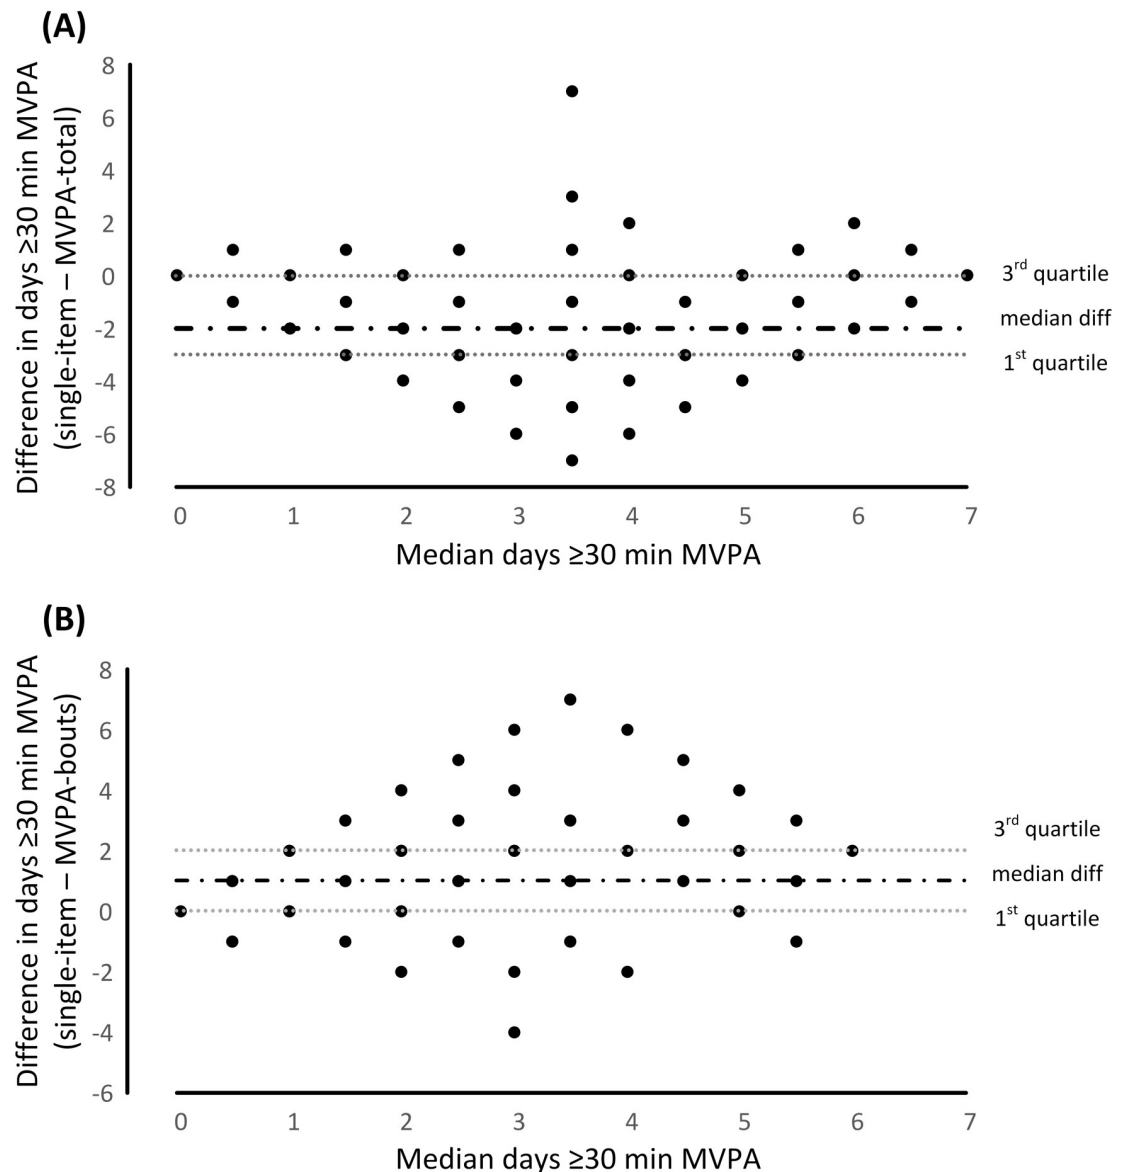 (A)
Difference in days ≥30 min MVPA
(single-item – MVPA-total)
8
6
4
2
0
-2
-4
-6
-8
3rd quartile
median diff
1st quartile
0 1 2 3 4 5 6 7
Median days ≥30 min MVPA
(B)
Difference in days ≥30 min MVPA
(single-item – MVPA-bouts)
8
6
4
2
0
-2
-4
-6
3rd quartile
median diff
1st quartile
0 1 2 3 4 5 6 7
Median days ≥30 min MVPA